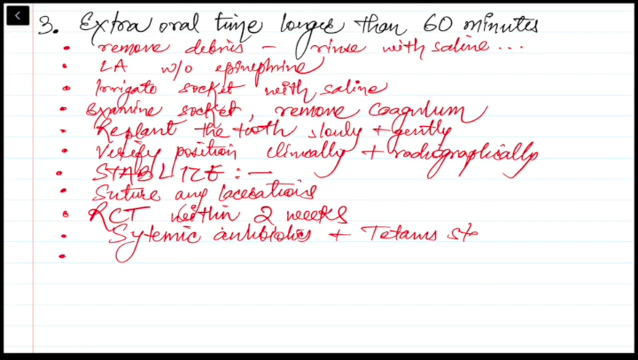 3. Extra oral time longer than 60 minutes
• remove debris - rinse with saline ...
• LA w/o epinephrine
• Irrigate socket with saline
• Examine socket, remove coagulum
• Replant the tooth slowly + gently
• Verify position clinically + radiographically
• STABLIZE : —
• Suture any lacerations
• RCT within 2 weeks
• Sytemic antibiotics + Tetanus st
•